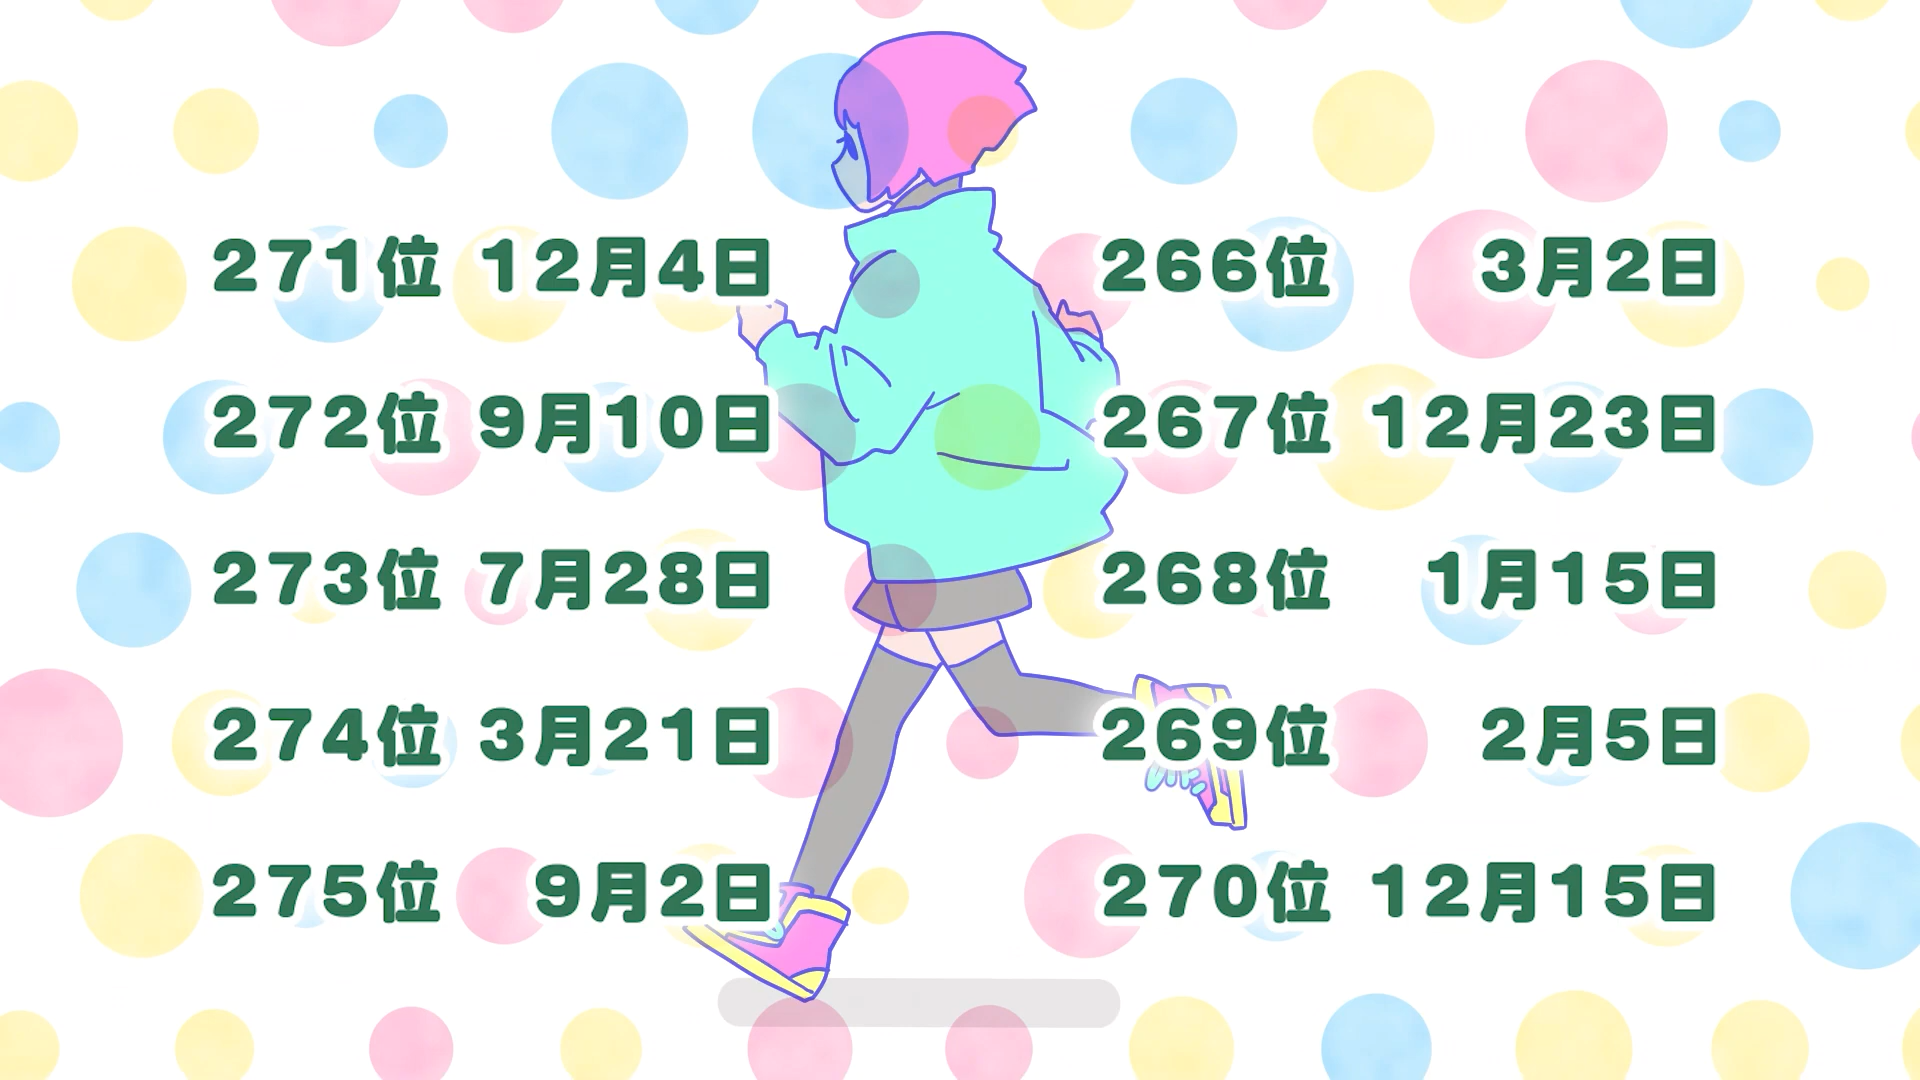 271位 12月4日
272位 9月10日
273位 7月28日
274位 3月21日
275位 9月2日
266位 3月2日
267位 12月23日
268位 1月15日
269位 2月5日
270位 12月15日